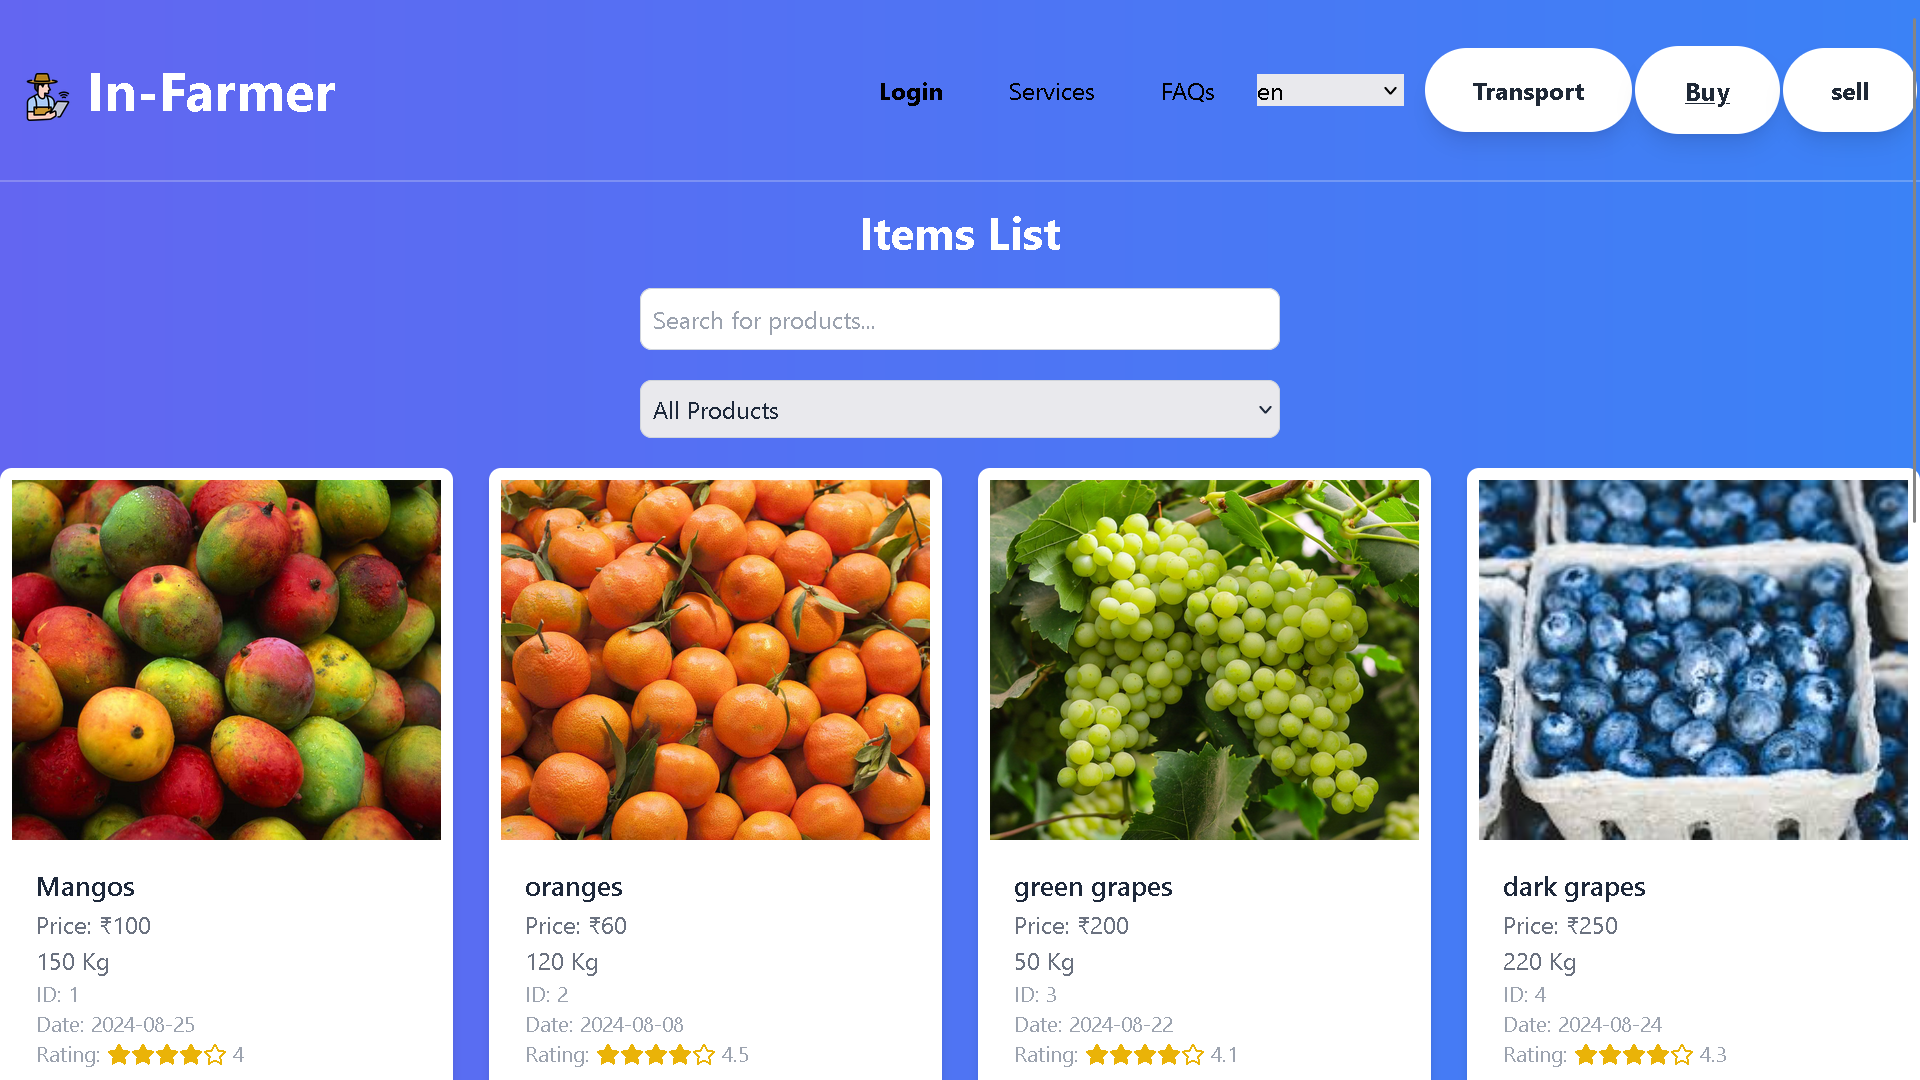 In-Farmer
Login Services FAQs en Transport Buy sell
Items List
Search for products...
All Products
Mangos
Price: ₹100
150 Kg
ID: 1
Date: 2024-08-25
Rating: 4
oranges
Price: ₹60
120 Kg
ID: 2
Date: 2024-08-08
Rating: 4.5
green grapes
Price: ₹200
50 Kg
ID: 3
Date: 2024-08-22
Rating: 4.1
dark grapes
Price: ₹250
220 Kg
ID: 4
Date: 2024-08-24
Rating: 4.3